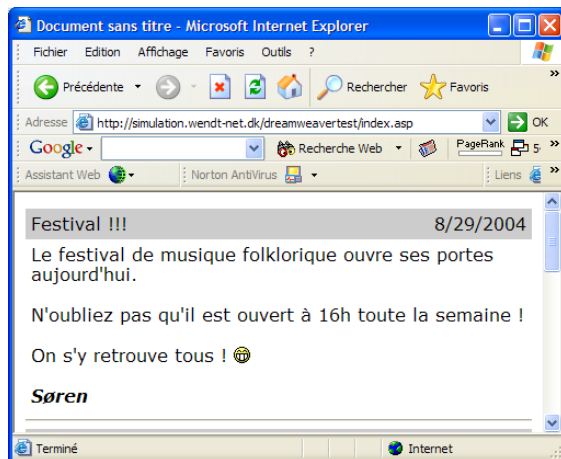 Document sans titre - Microsoft Internet Explorer
Fichier Edition Affichage Favoris Outils ?
Précédente Rechercher Favoris »
Adresse http://simulation.wendt-net.dk/dreamweavertest/index.asp OK
Google Recherche Web PageRank 5 »
Assistant Web Norton AntiVirus Liens »
Festival !!! 8/29/2004
Le festival de musique folklorique ouvre ses portes
aujourd'hui.
N'oubliez pas qu'il est ouvert à 16h toute la semaine !
On s'y retrouve tous !
Søren
Terminé Internet